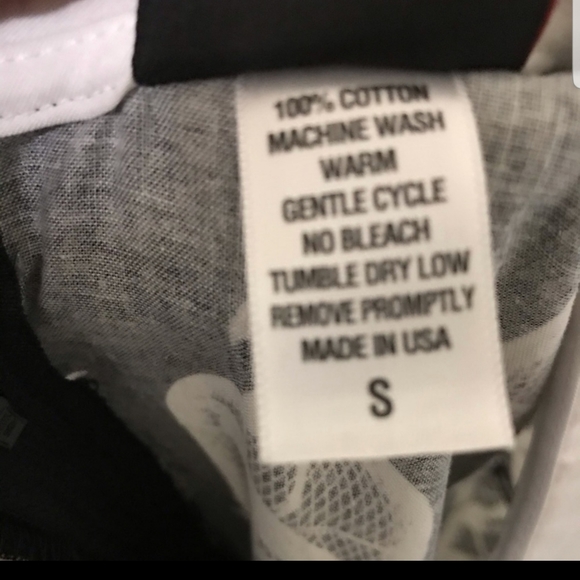 100% COTTON
MACHINE WASH
WARM
GENTLE CYCLE
NO BLEACH
TUMBLE DRY LOW
REMOVE PROMPTLY
MADE IN USA
S